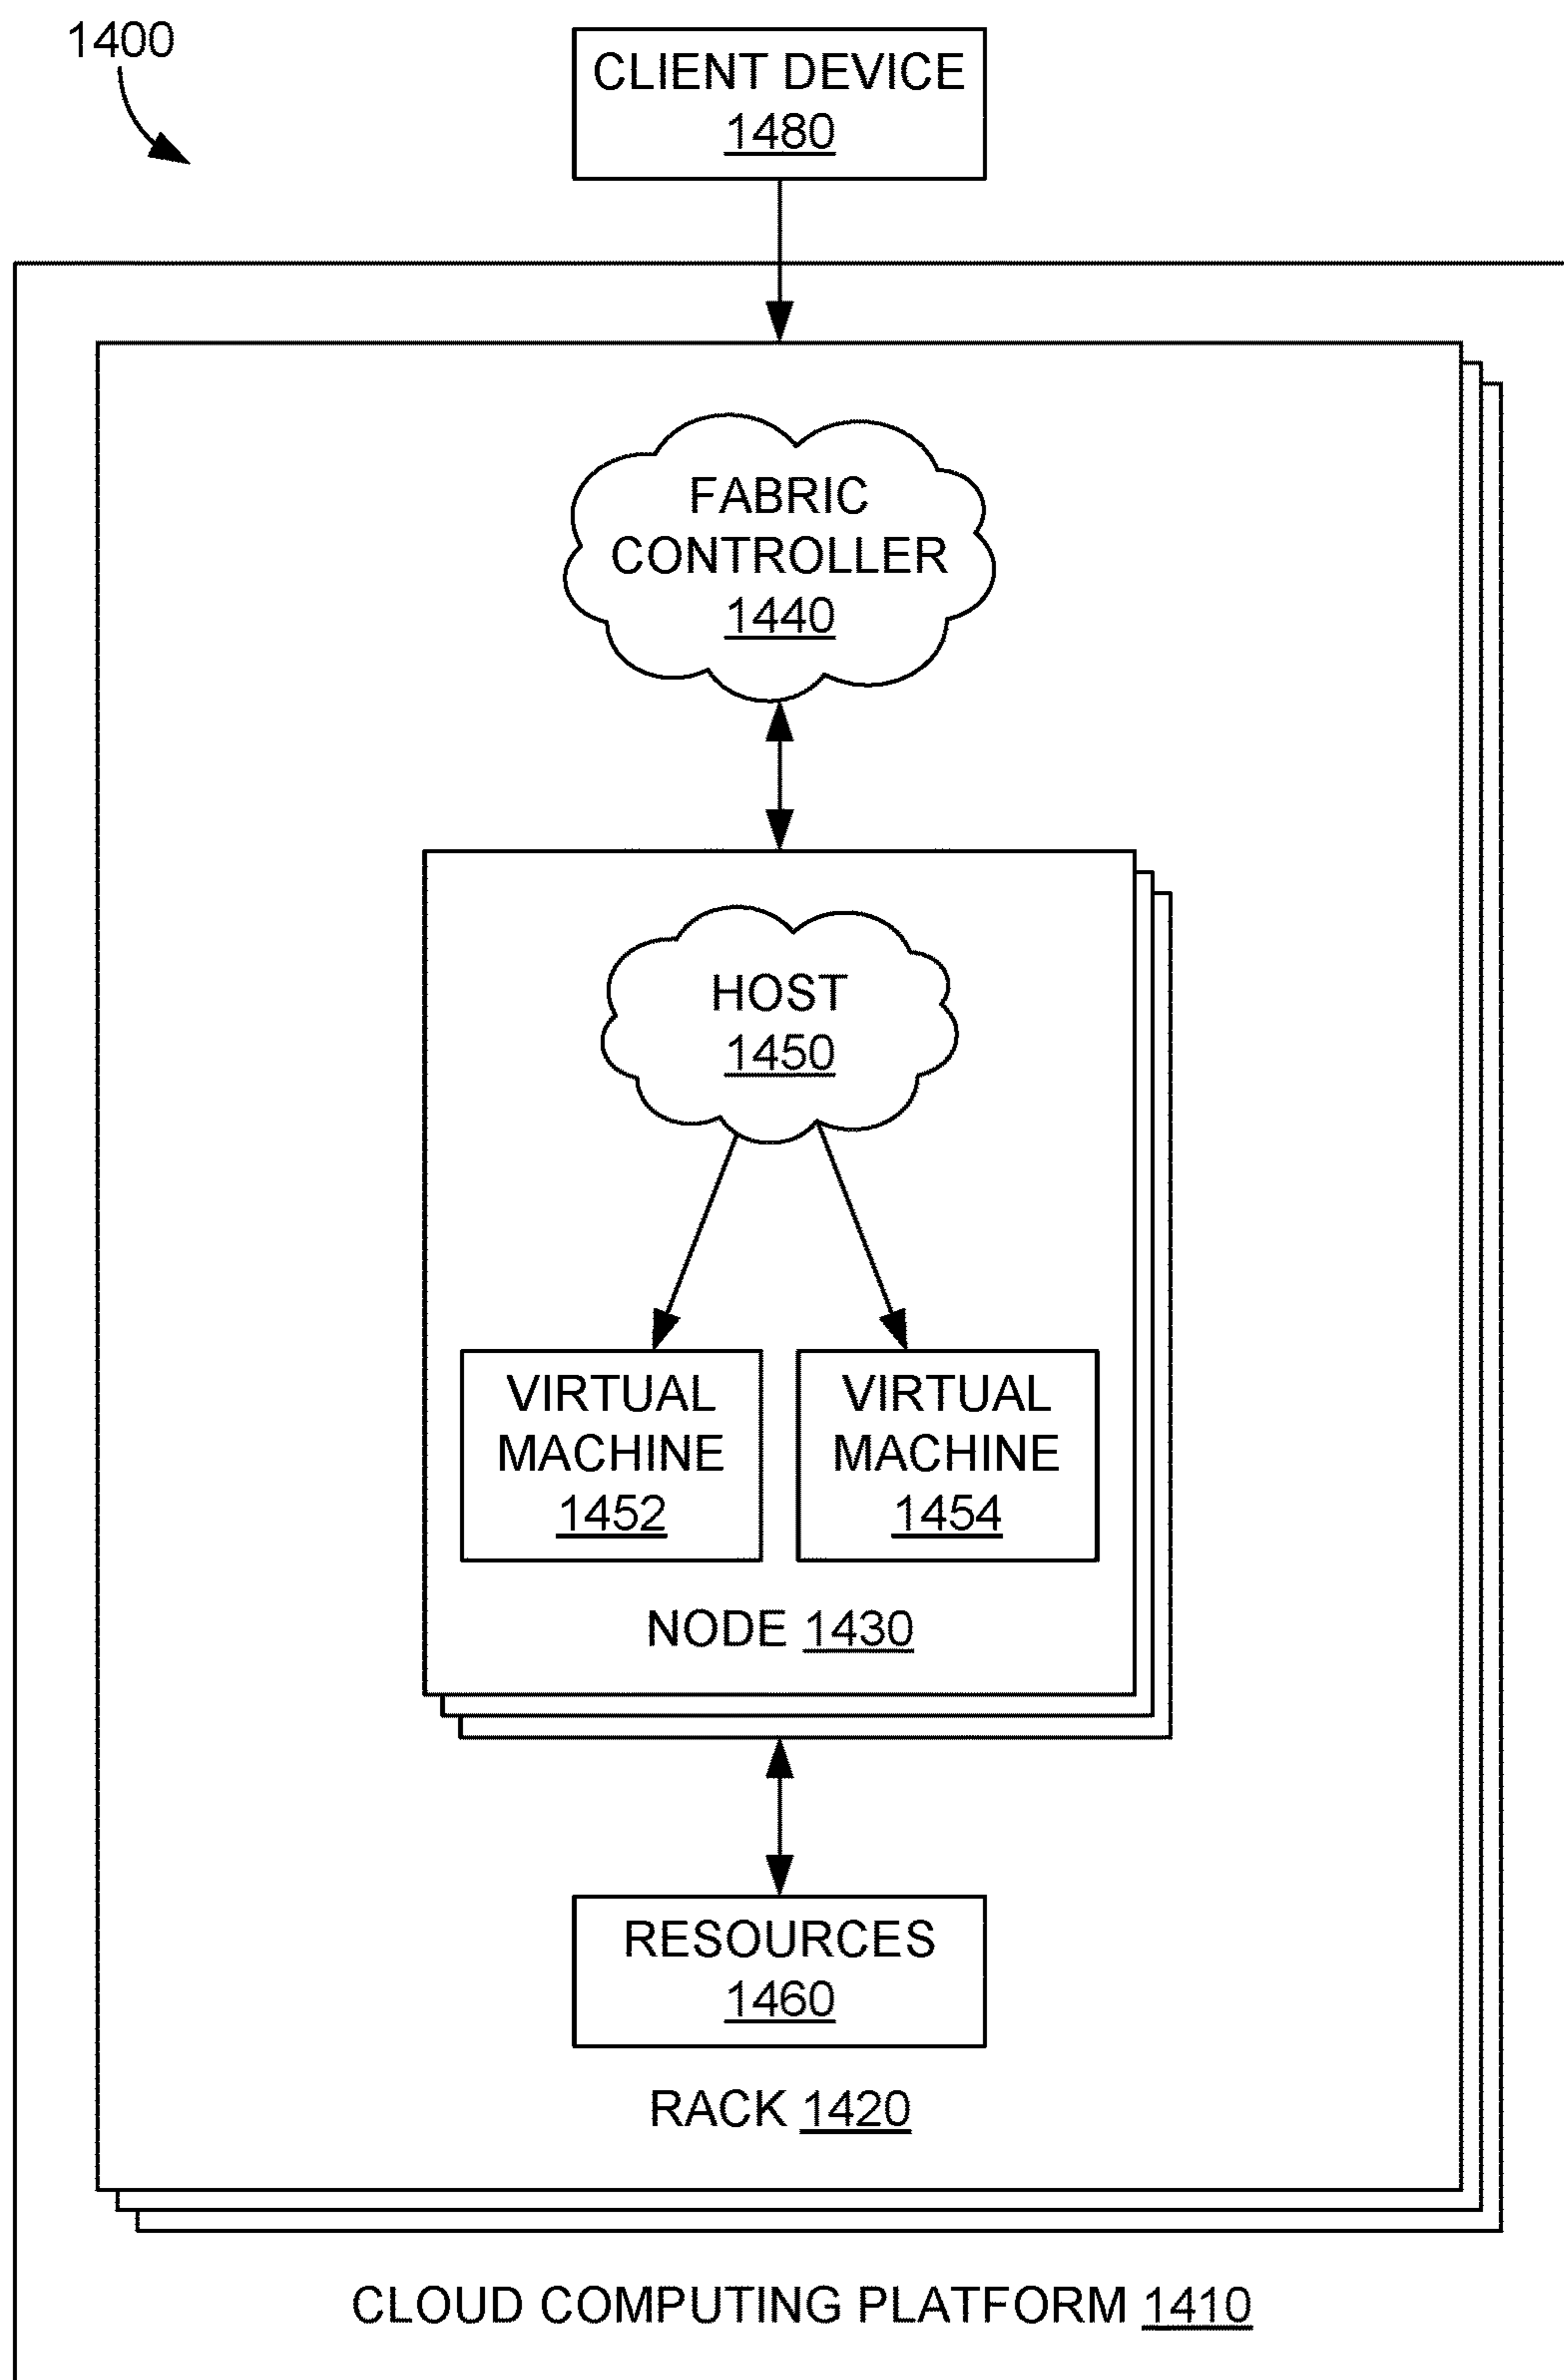 1400
CLIENT DEVICE
1480
FABRIC
CONTROLLER
1440
HOST
1450
VIRTUAL
MACHINE
1452
VIRTUAL
MACHINE
1454
NODE 1430
RESOURCES
1460
RACK 1420
CLOUD COMPUTING PLATFORM 1410